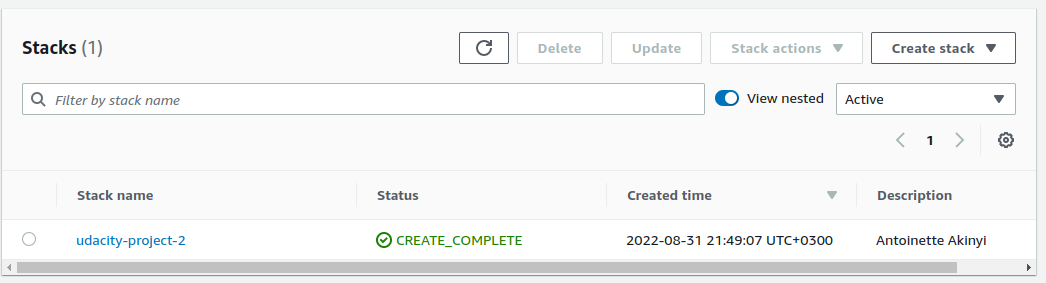 Stacks (1)
Delete
Update
Stack actions
Create stack
Filter by stack name
View nested
Active
1
Stack name
Status
Created time
Description
udacity-project-2
CREATE_COMPLETE
2022-08-31 21:49:07 UTC+0300
Antoinette Akinyi